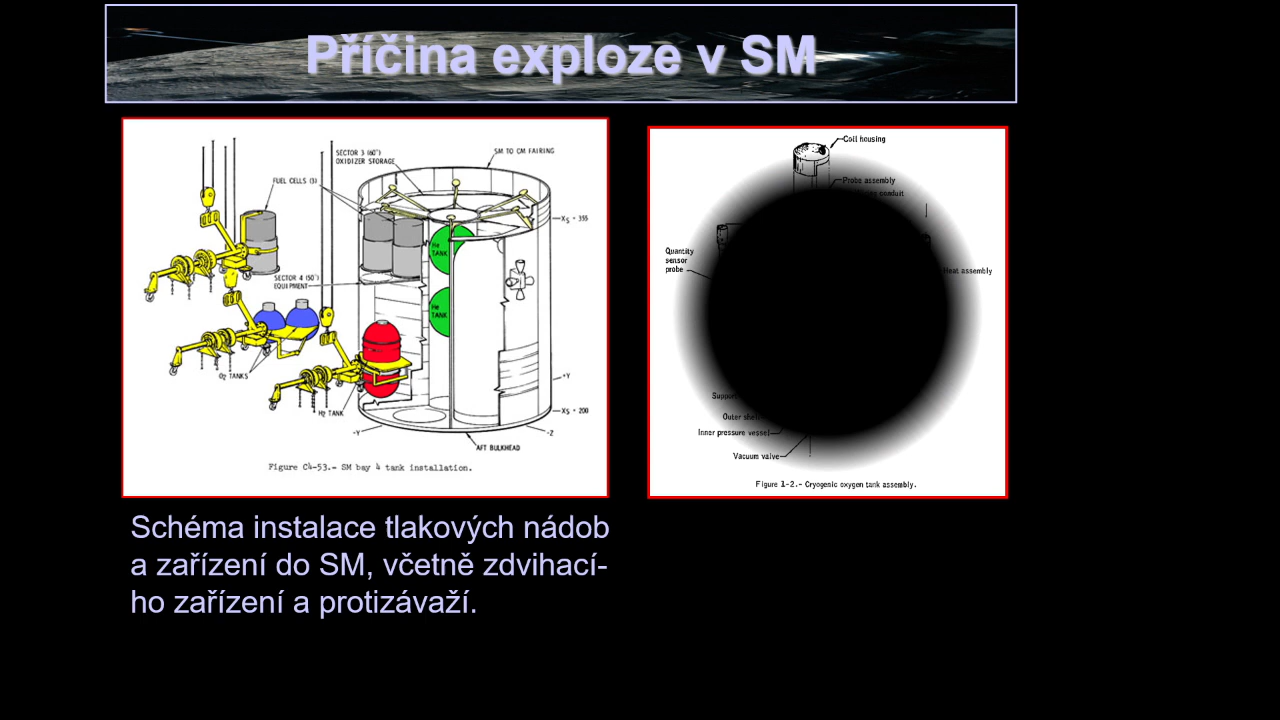 Příčina exploze v SM
SECTOR 3 (60°)
OXIDIZER STORAGE
SM TO CM FAIRING
FUEL CELLS (3)
XS = 355
He
TANK
SECTOR 4 (50°)
EQUIPMENT
He
TANK
O2 TANKS
H2 TANK
+Y
XS = 200
-Y
-Z
AFT BULKHEAD
Figure C4-53.- SM bay 4 tank installation.
Coil housing
Probe assembly
conduit
Quantity
sensor
probe
assembly
Outer
Inner pressure vessel
Vacuum valve
Figure 1-2.- Cryogenic oxygen tank assembly.
Schéma instalace tlakových nádob
a zařízení do SM, včetně zdvihací-
ho zařízení a protizávaží.